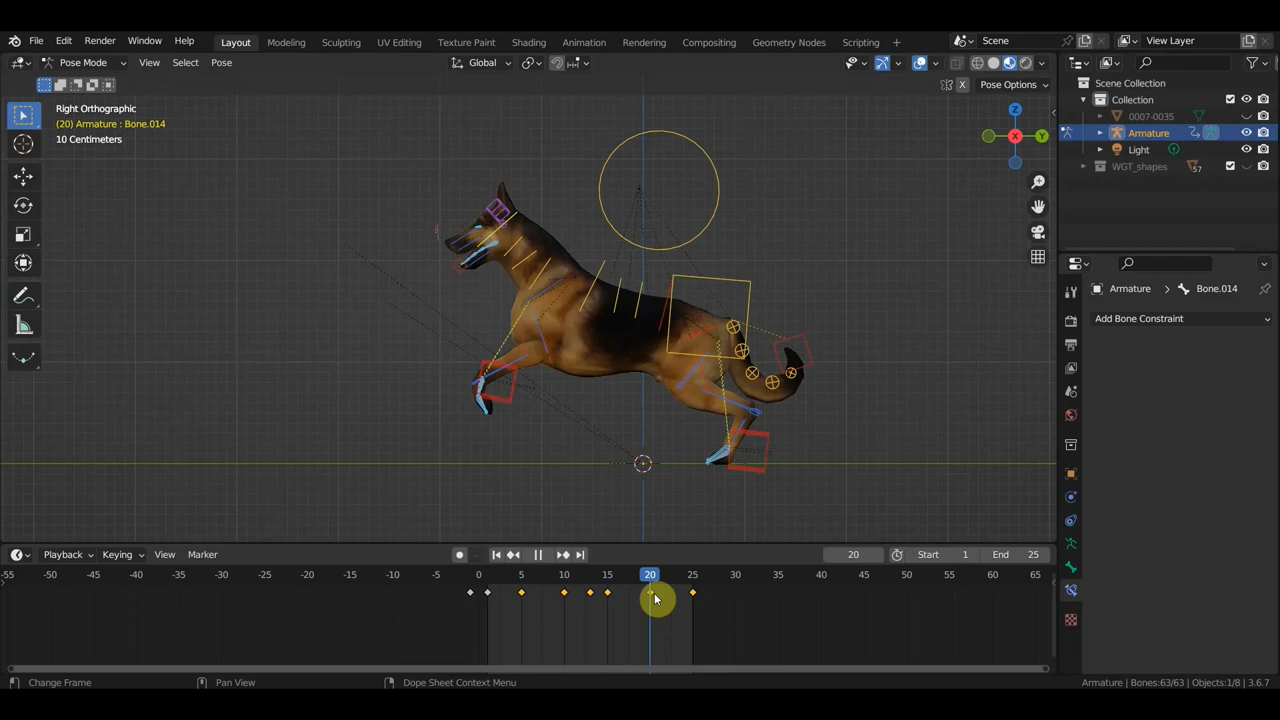 File Edit Render Window Help Layout Modeling Sculpting UV Editing Texture Paint Shading Animation Rendering Compositing Geometry Nodes Scripting + Scene View Layer
Pose Mode View Select Pose Global
X Pose Options
Right Orthographic
(20) Armature : Bone.014
10 Centimeters
Z
Y
X
Scene Collection
Collection
0007-0035
Armature
Light
WGT_shapes 57
Armature > Bone.014
Add Bone Constraint
Playback Keying View Marker 20 Start 1 End 25
-55 -50 -45 -40 -35 -30 -25 -20 -15 -10 -5 0 5 10 15 20 25 30 35 40 45 50 55 60 65
Change Frame Pan View Dope Sheet Context Menu Armature | Bones:63/63 | Objects:1/8 | 3.6.7